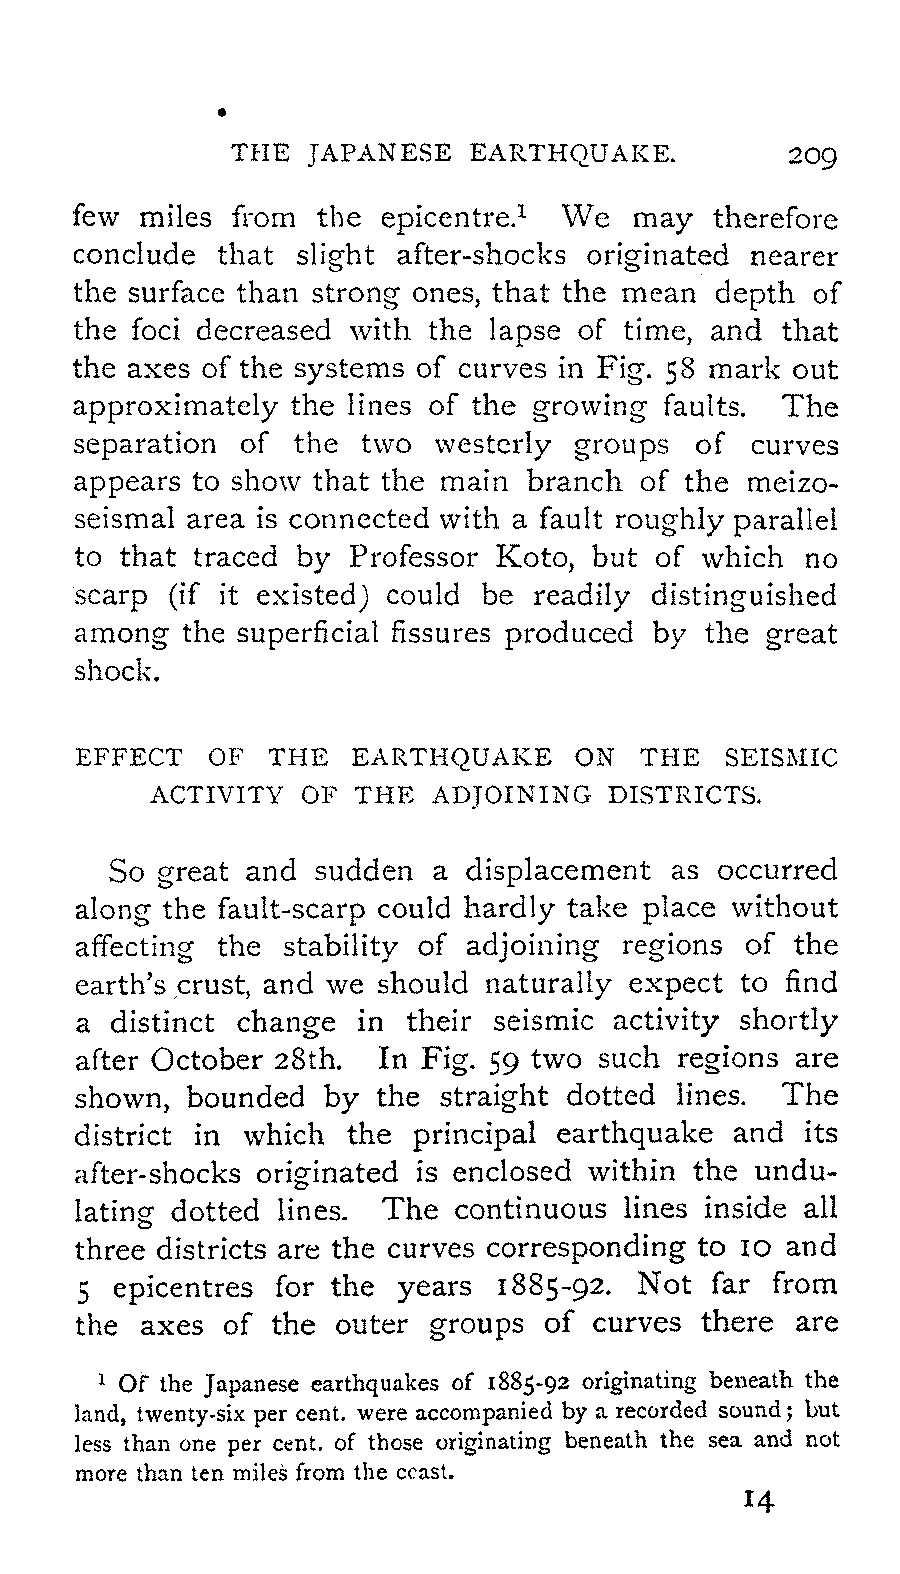 THE JAPANESE EARTHQUAKE. 209
few miles from the epicentre.¹ We may therefore
conclude that slight after-shocks originated nearer
the surface than strong ones, that the mean depth of
the foci decreased with the lapse of time, and that
the axes of the systems of curves in Fig. 58 mark out
approximately the lines of the growing faults. The
separation of the two westerly groups of curves
appears to show that the main branch of the meizo-
seismal area is connected with a fault roughly parallel
to that traced by Professor Koto, but of which no
scarp (if it existed) could be readily distinguished
among the superficial fissures produced by the great
shock.
EFFECT OF THE EARTHQUAKE ON THE SEISMIC
ACTIVITY OF THE ADJOINING DISTRICTS.
So great and sudden a displacement as occurred
along the fault-scarp could hardly take place without
affecting the stability of adjoining regions of the
earth's crust, and we should naturally expect to find
a distinct change in their seismic activity shortly
after October 28th. In Fig. 59 two such regions are
shown, bounded by the straight dotted lines. The
district in which the principal earthquake and its
after-shocks originated is enclosed within the undu-
lating dotted lines. The continuous lines inside all
three districts are the curves corresponding to 10 and
5 epicentres for the years 1885-92. Not far from
the axes of the outer groups of curves there are
¹ Of the Japanese earthquakes of 1885-92 originating beneath the
land, twenty-six per cent. were accompanied by a recorded sound; but
less than one per cent. of those originating beneath the sea and not
more than ten miles from the coast.
14